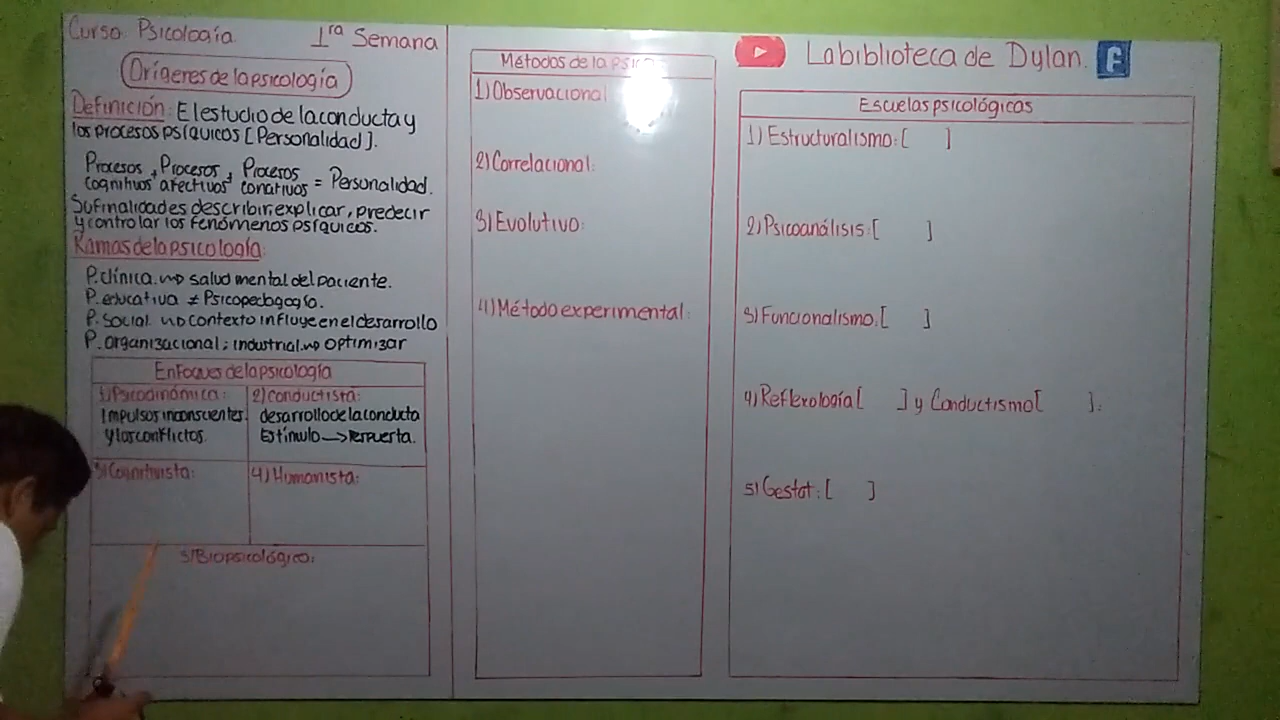 Curso: Psicología. 1ra Semana
Orígenes de la psicología
Definición: El estudio de la conducta y
los procesos psíquicos [Personalidad].
Procesos + Procesos + Procesos
cognitivos afectivos conativos = Personalidad.
Su finalidades describir, explicar, predecir
y controlar los fenómenos psíquicos.
Ramas de la psicología:
P. clínica. salud mental del paciente.
P. educativa ≠ Psicopedagogía.
P. social. contexto influye en el desarrollo
P. organizacional; industrial. optimizar
Enfoques de la psicología
1) Psicodinámica:
Impulsos inconscientes
y los conflictos.
2) Conductista:
desarrollo de la conducta
Estímulo → respuesta.
3) Cognitivista:
4) Humanista:
5) Biopsicológico:
Métodos de la
1) Observacional
2) Correlacional:
3) Evolutivo:
4) Método experimental:
La biblioteca de Dylan.
Escuelas psicológicas
1) Estructuralismo: [ ]
2) Psicoanálisis: [ ]
3) Funcionalismo: [ ]
4) Reflexología [ ] y Conductismo [ ]:
5) Gestat: [ ]